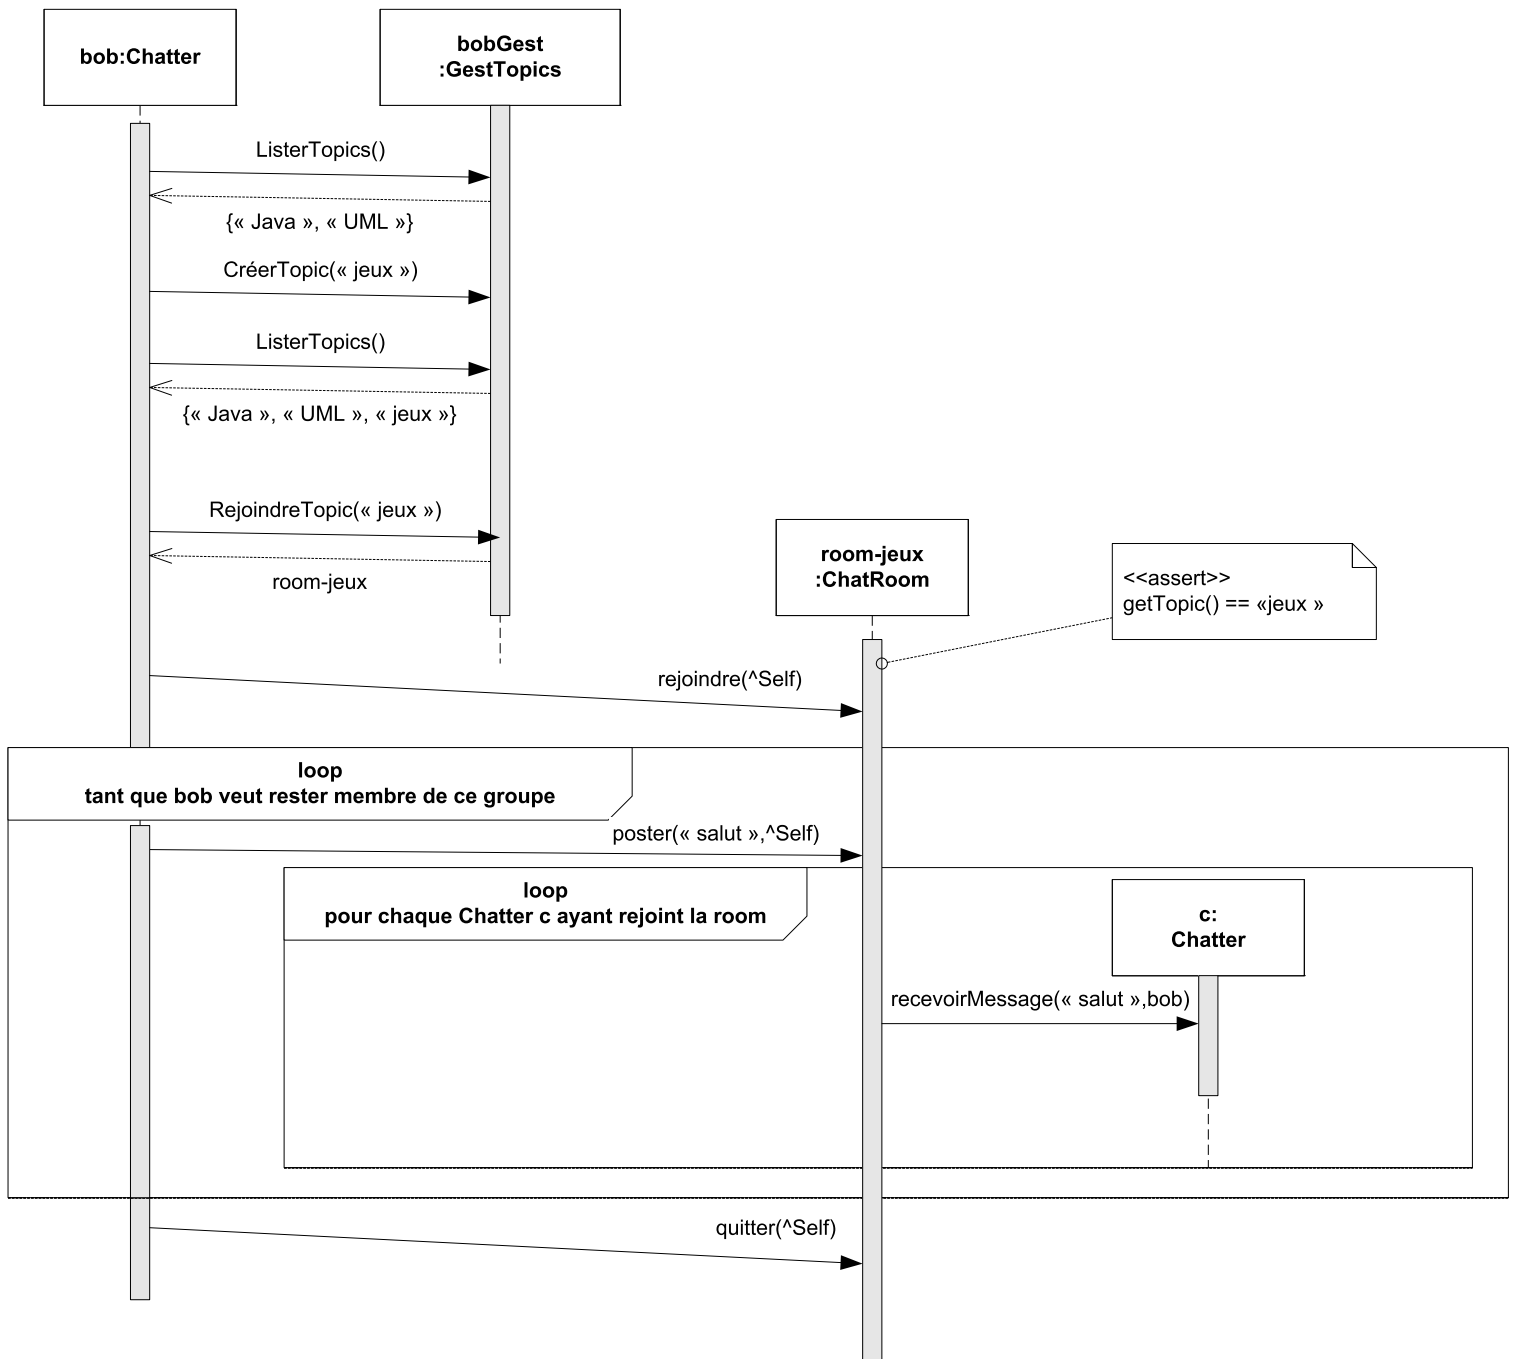 bob:Chatter
bobGest
:GestTopics
ListerTopics()
{« Java », « UML »}
CréerTopic(« jeux »)
ListerTopics()
{« Java », « UML », « jeux »}
RejoindreTopic(« jeux »)
room-jeux
room-jeux
:ChatRoom
<<assert>>
getTopic() == «jeux »
rejoindre(^Self)
loop
tant que bob veut rester membre de ce groupe
poster(« salut »,^Self)
loop
pour chaque Chatter c ayant rejoint la room
c:
Chatter
recevoirMessage(« salut »,bob)
quitter(^Self)